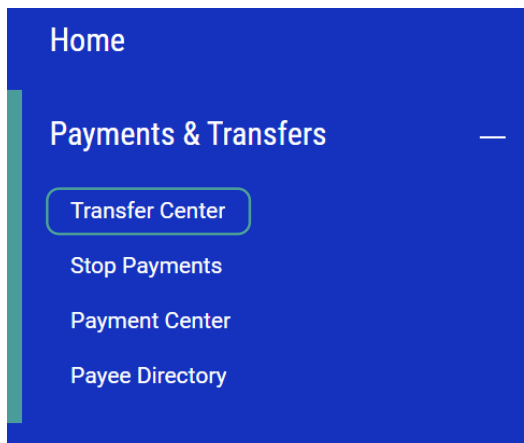 Home
Payments & Transfers
Transfer Center
Stop Payments
Payment Center
Payee Directory